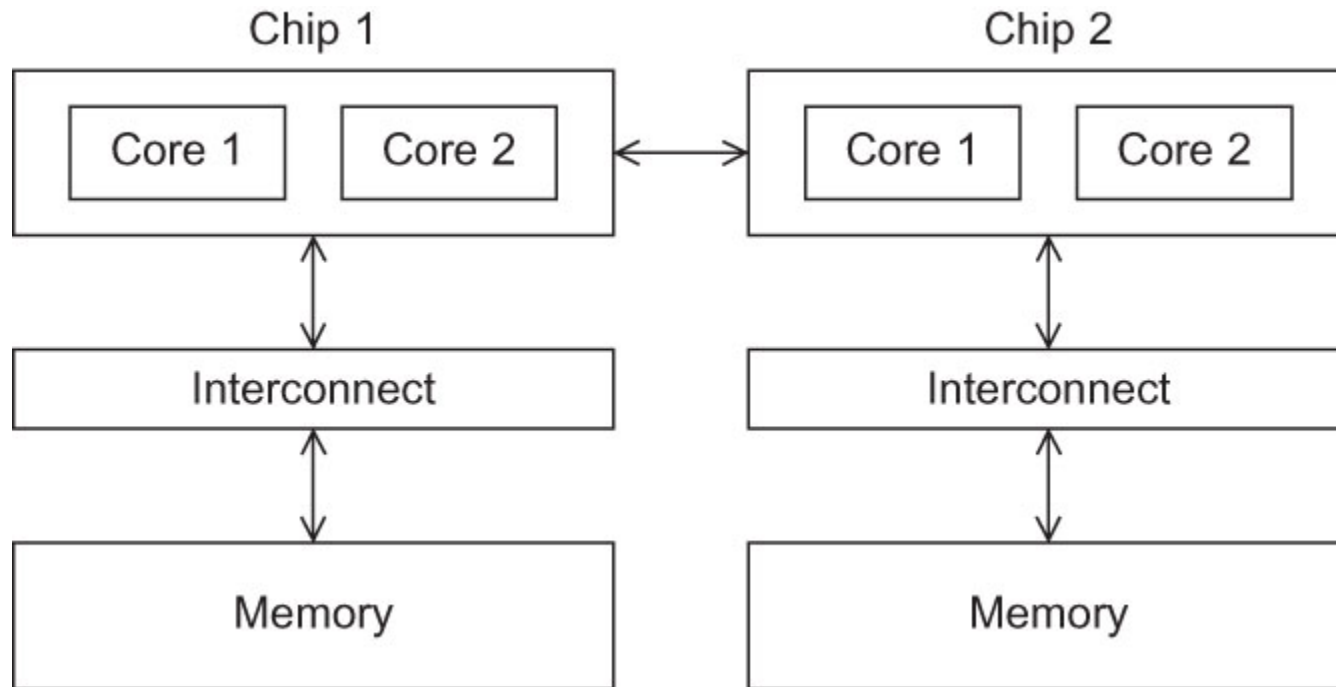 Chip 1
Chip 2
Core 1
Core 2
Core 1
Core 2
Interconnect
Interconnect
Memory
Memory